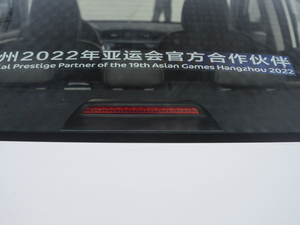 州2022年亚运会官方合作伙伴
ial Prestige Partner of the 19th Asian Games Hangzhou 2022